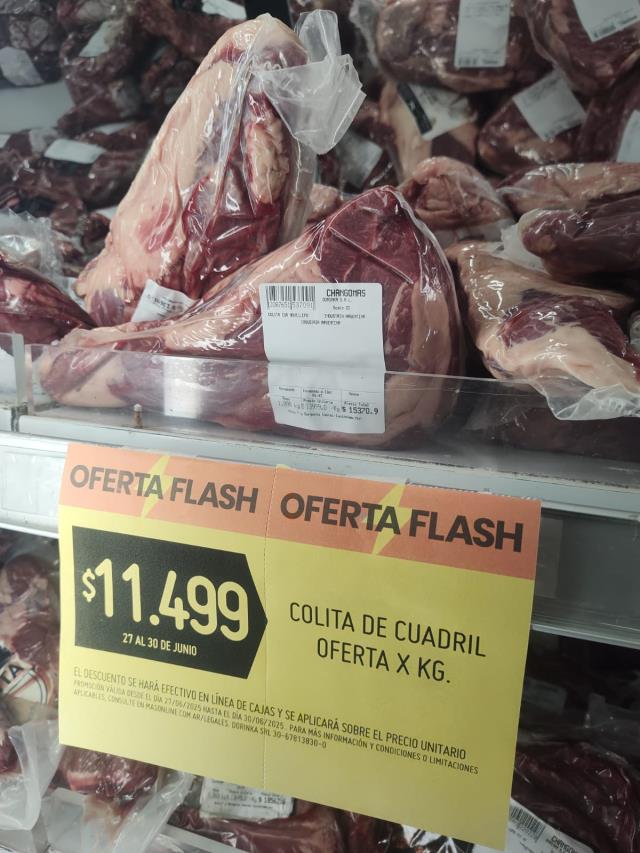 CHANGOMAS
DORINKA S.R.L
INDUSTRIA ARGENTINA
$ 15370.9
OFERTA FLASH
$11.499
27 AL 30 DE JUNIO
EL DESCUENTO SE HARÁ EFECTIVO EN LÍNEA DE CAJAS Y SE APLICARÁ SOBRE EL PRECIO UNITARIO
PROMOCIÓN VÁLIDA DESDE EL DÍA 27/06/2025 HASTA EL DÍA 30/06/2025. PARA MÁS INFORMACIÓN Y CONDICIONES O LIMITACIONES
APLICABLES, CONSULTE EN MASONLINE.COM.AR/LEGALES. DORINKA SRL 30-67813830-0
OFERTA FLASH
COLITA DE CUADRIL
OFERTA X KG.